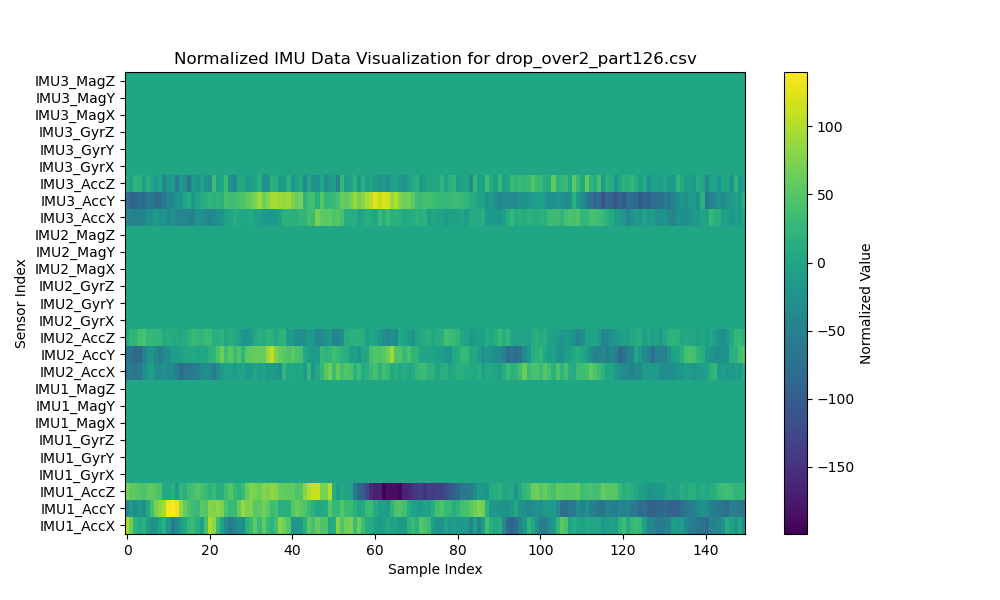 Normalized IMU Data Visualization for drop_over2_part126.csv
IMU3_MagZ
IMU3_MagY
IMU3_MagX
IMU3_GyrZ
IMU3_GyrY
IMU3_GyrX
IMU3_AccZ
IMU3_AccY
IMU3_AccX
IMU2_MagZ
IMU2_MagY
IMU2_MagX
IMU2_GyrZ
IMU2_GyrY
IMU2_GyrX
IMU2_AccZ
IMU2_AccY
IMU2_AccX
IMU1_MagZ
IMU1_MagY
IMU1_MagX
IMU1_GyrZ
IMU1_GyrY
IMU1_GyrX
IMU1_AccZ
IMU1_AccY
IMU1_AccX
Sensor Index
0 20 40 60 80 100 120 140
Sample Index
100
50
0
−50
−100
−150
Normalized Value